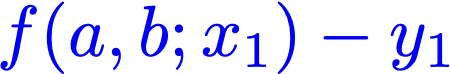 f(a, b; x₁) − y₁